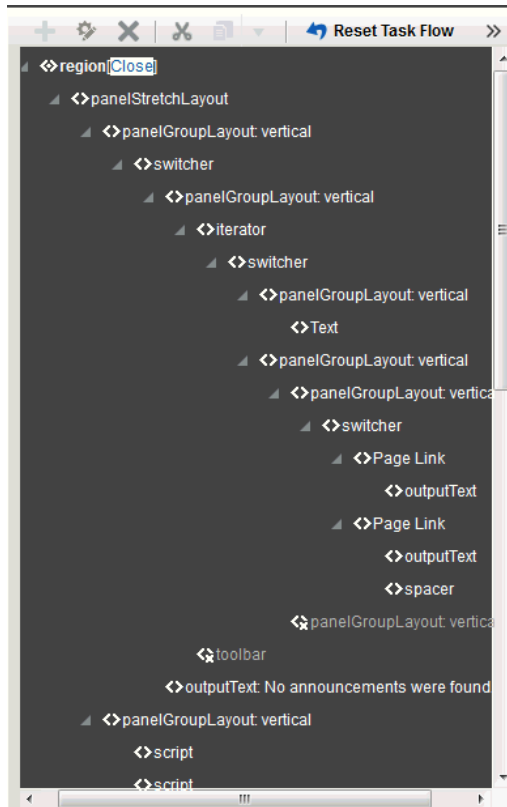 Reset Task Flow
region[Close]
panelStretchLayout
panelGroupLayout: vertical
switcher
panelGroupLayout: vertical
iterator
switcher
panelGroupLayout: vertical
Text
panelGroupLayout: vertical
panelGroupLayout: vertica
switcher
Page Link
outputText
Page Link
outputText
spacer
panelGroupLayout: vertica
toolbar
outputText: No announcements were found
panelGroupLayout: vertical
script
script